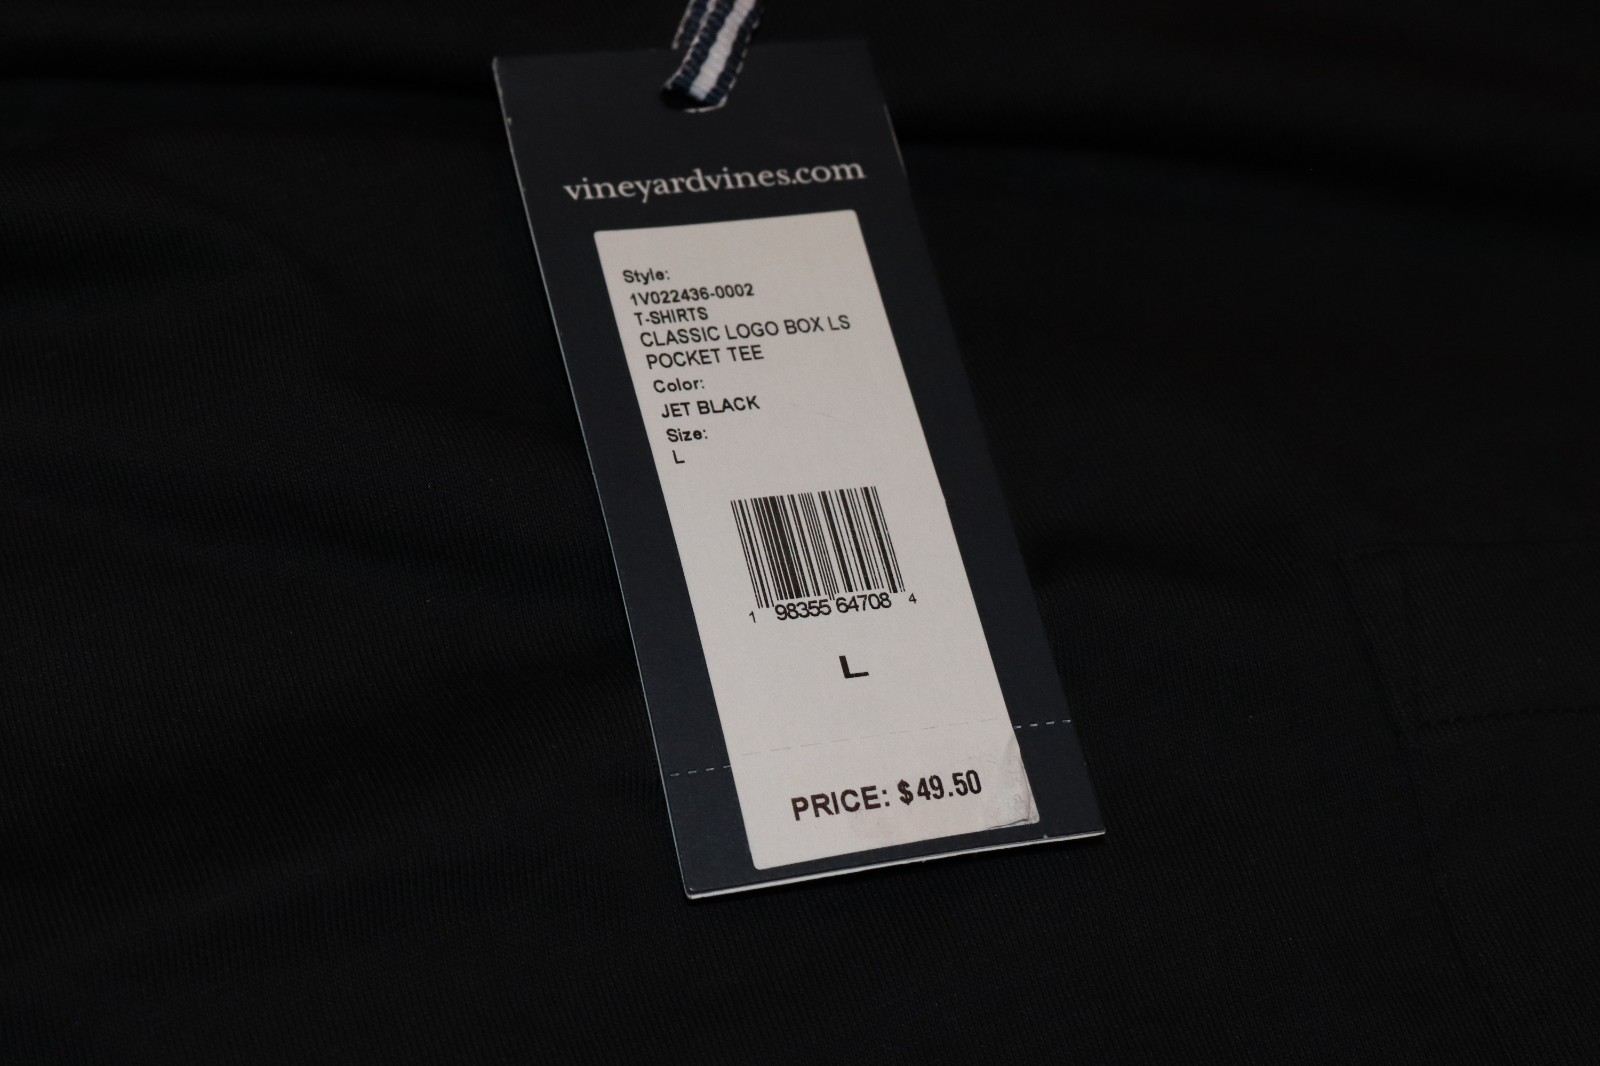 vineyardvines.com
Style:
1V022436-0002
T-SHIRTS
CLASSIC LOGO BOX LS
POCKET TEE
Color:
JET BLACK
Size:
L
1 98355 64708 4
L
PRICE: $49.50